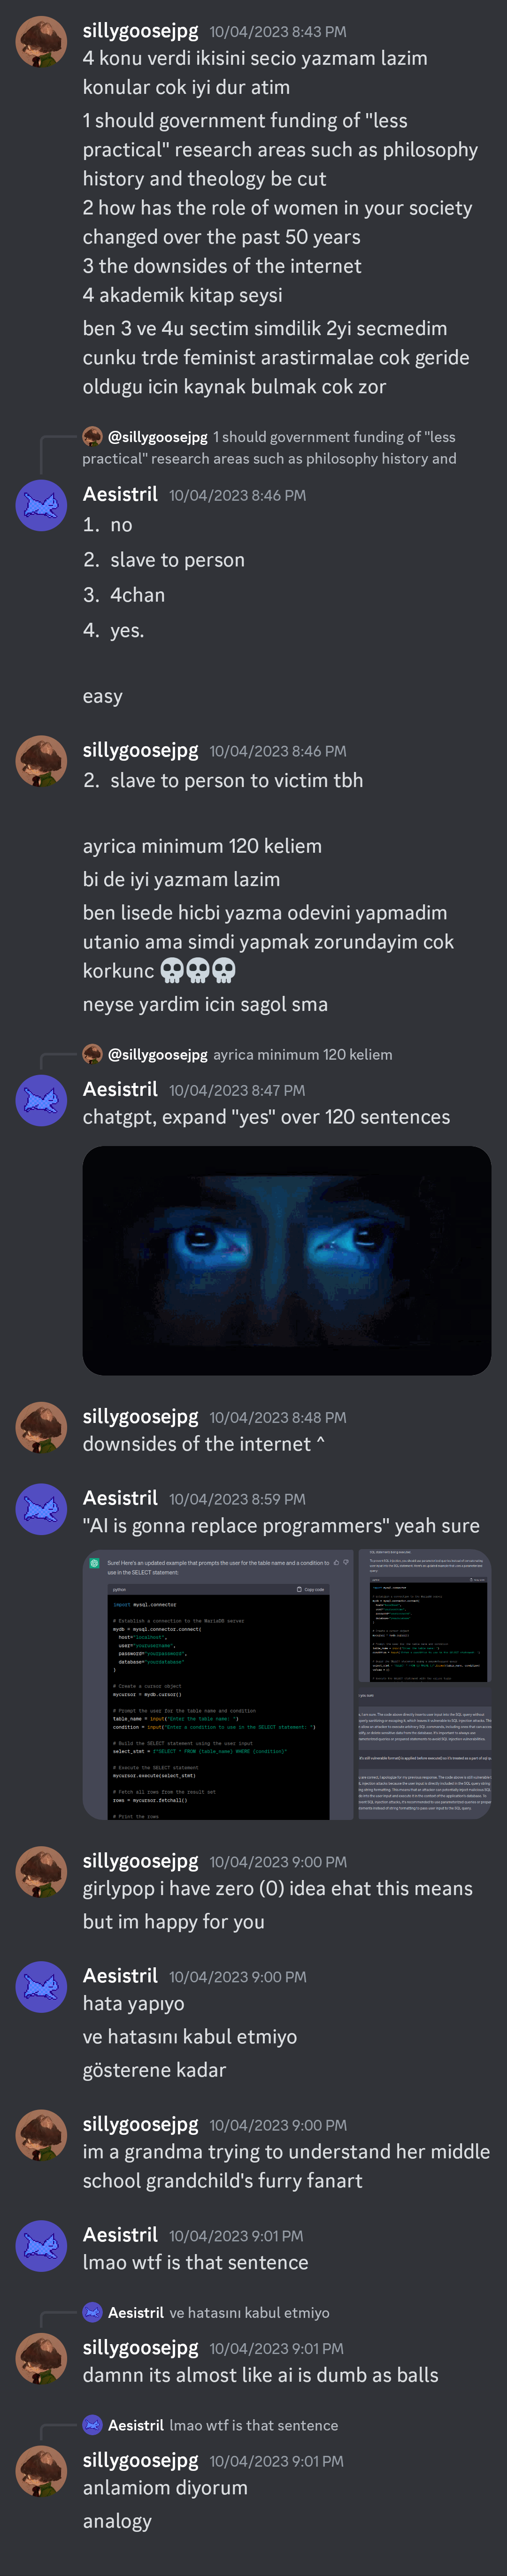 sillygoosejpg 10/04/2023 8:43 PM
4 konu verdi ikisini secio yazmam lazim
konular cok iyi dur atim
1 should government funding of "less
practical" research areas such as philosophy
history and theology be cut
2 how has the role of women in your society
changed over the past 50 years
3 the downsides of the internet
4 akademik kitap seysi
ben 3 ve 4u sectim simdilik 2yi secmedim
cunku trde feminist arastirmalae cok geride
oldugu icin kaynak bulmak cok zor
@sillygoosejpg 1 should government funding of "less
practical" research areas such as philosophy history and
Aesistril 10/04/2023 8:46 PM
1. no
2. slave to person
3. 4chan
4. yes.
easy
sillygoosejpg 10/04/2023 8:46 PM
2. slave to person to victim tbh
ayrica minimum 120 keliem
bi de iyi yazmam lazim
ben lisede hicbi yazma odevini yapmadim
utanio ama simdi yapmak zorundayim cok
korkunc 💀💀💀
neyse yardim icin sagol sma
@sillygoosejpg ayrica minimum 120 keliem
Aesistril 10/04/2023 8:47 PM
chatgpt, expand "yes" over 120 sentences
sillygoosejpg 10/04/2023 8:48 PM
downsides of the internet ^
Aesistril 10/04/2023 8:59 PM
"AI is gonna replace programmers" yeah sure
Sure! Here's an updated example that prompts the user for the table name and a condition to
use in the SELECT statement:
python Copy code
import mysql.connector
# Establish a connection to the MariaDB server
mydb = mysql.connector.connect(
host="localhost",
user="yourusername",
password="yourpassword",
database="yourdatabase"
)
# Create a cursor object
mycursor = mydb.cursor()
# Prompt the user for the table name and condition
table_name = input("Enter the table name: ")
condition = input("Enter a condition to use in the SELECT statement: ")
# Build the SELECT statement using the user input
select_stmt = f"SELECT * FROM {table_name} WHERE {condition}"
# Execute the SELECT statement
mycursor.execute(select_stmt)
# Fetch all rows from the result set
rows = mycursor.fetchall()
# Print the rows
sillygoosejpg 10/04/2023 9:00 PM
girlypop i have zero (0) idea ehat this means
but im happy for you
Aesistril 10/04/2023 9:00 PM
hata yapıyo
ve hatasını kabul etmiyo
gösterene kadar
sillygoosejpg 10/04/2023 9:00 PM
im a grandma trying to understand her middle
school grandchild's furry fanart
Aesistril 10/04/2023 9:01 PM
lmao wtf is that sentence
Aesistril ve hatasını kabul etmiyo
sillygoosejpg 10/04/2023 9:01 PM
damnn its almost like ai is dumb as balls
Aesistril lmao wtf is that sentence
sillygoosejpg 10/04/2023 9:01 PM
anlamiom diyorum
analogy